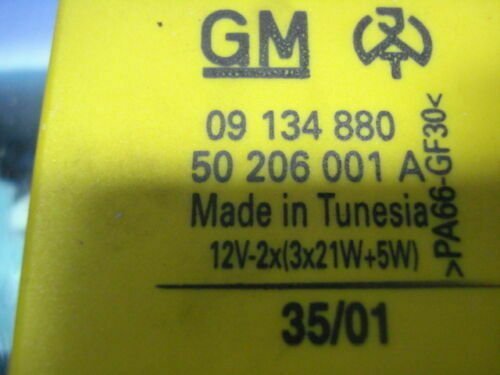 GM
09 134 880
50 206 001 A
Made in Tunesia
12V-2x(3x21W+5W)
>PA66-GF30<
35/01